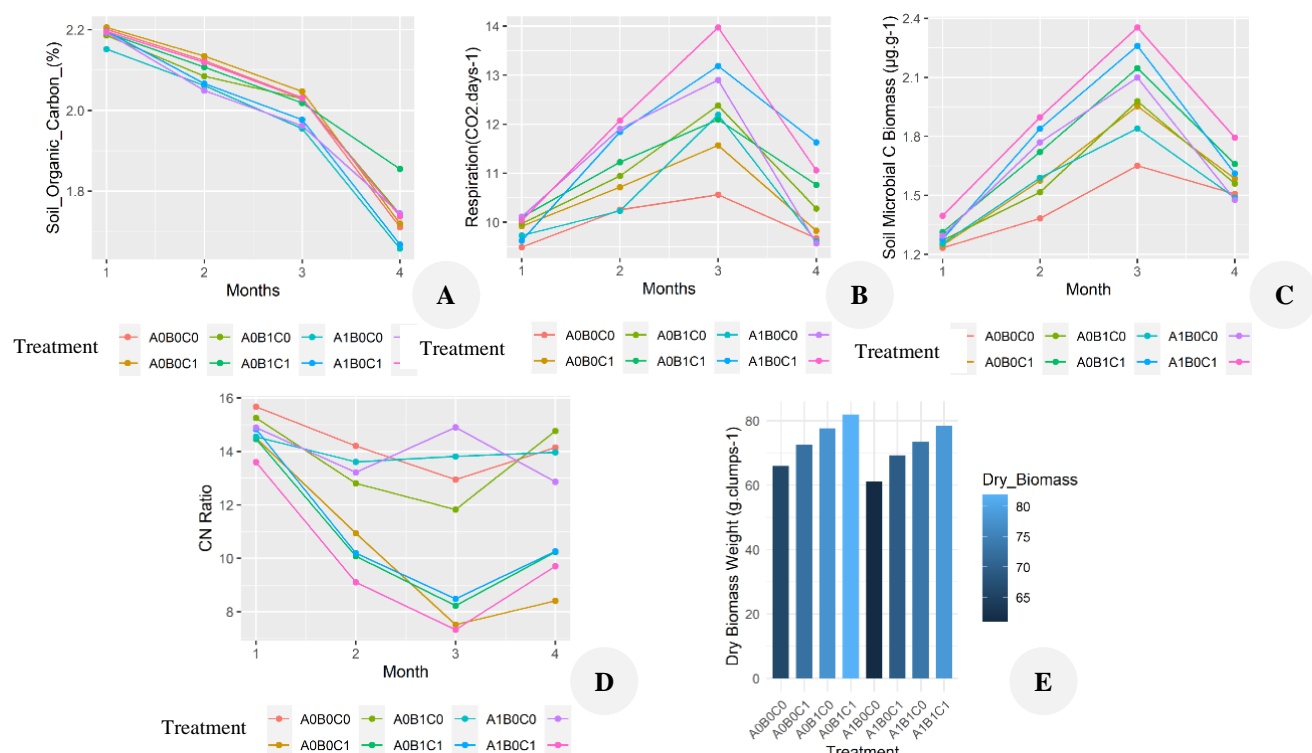 Soil_Organic_Carbon_(%)
2.2
2.0
1.8
1 2 3 4
Months
A
Respiration(CO2.days-1)
14
13
12
11
10
1 2 3 4
Months
B
Soil Microbial C Biomass (µg.g-1)
2.4
2.1
1.8
1.5
1.2
1 2 3 4
Month
C
Treatment
A0B0C0 A0B1C0 A1B0C0
A0B0C1 A0B1C1 A1B0C1
Treatment
A0B0C0 A0B1C0 A1B0C0
A0B0C1 A0B1C1 A1B0C1
Treatment
A0B0C0 A0B1C0 A1B0C0
A0B0C1 A0B1C1 A1B0C1
CN Ratio
16
14
12
10
8
1 2 3 4
Month
D
Treatment
A0B0C0 A0B1C0 A1B0C0
A0B0C1 A0B1C1 A1B0C1
Dry Biomass Weight (g.clumps-1)
80
60
40
20
0
A0B0C0 A0B0C1 A0B1C0 A0B1C1 A1B0C0 A1B0C1 A1B1C0 A1B1C1
Treatment
Dry_Biomass
80
75
70
65
E